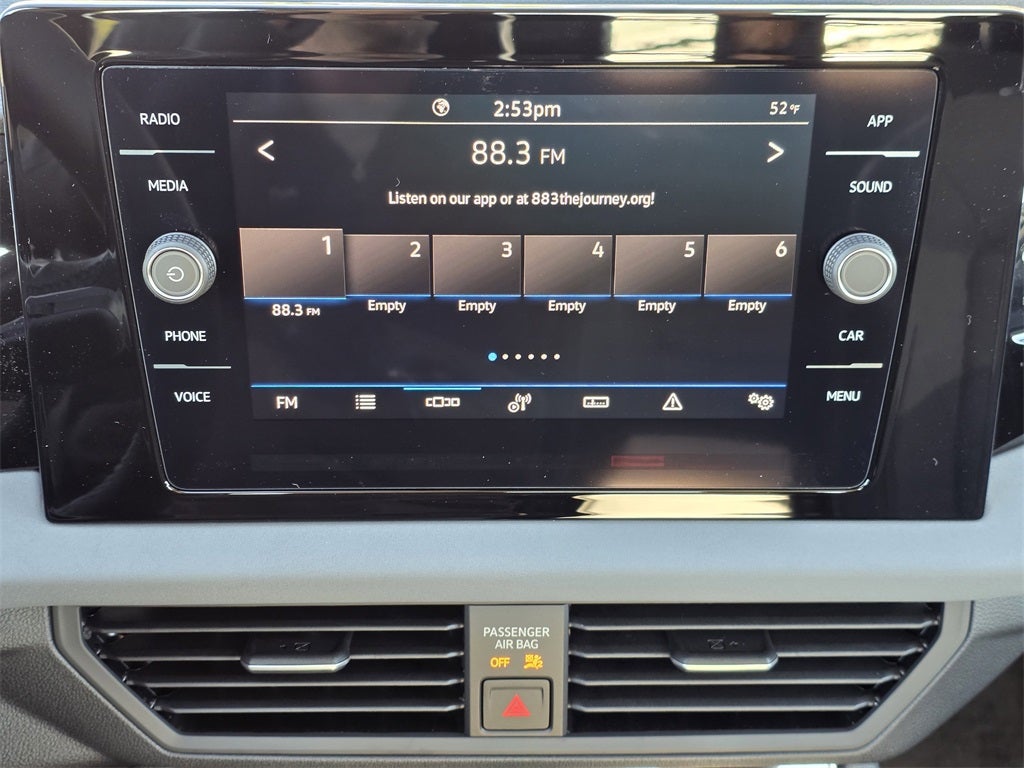 RADIO
MEDIA
PHONE
VOICE
2:53pm
52°F
< 88.3 FM >
Listen on our app or at 883thejourney.org!
1 2 3 4 5 6
88.3 FM Empty Empty Empty Empty Empty
FM
APP
SOUND
CAR
MENU
PASSENGER
AIR BAG
OFF